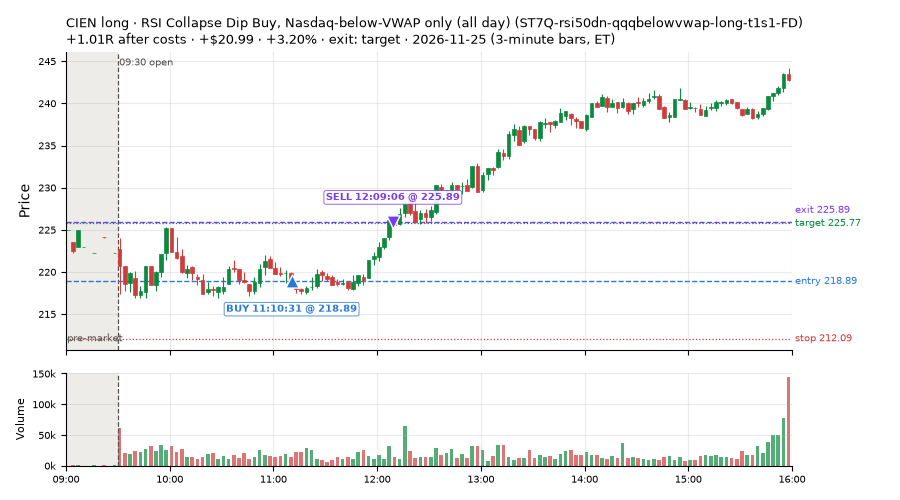 CIEN long · RSI Collapse Dip Buy, Nasdaq-below-VWAP only (all day) (ST7Q-rsi50dn-qqqbelowvwap-long-t1s1-FD)
+1.01R after costs · +$20.99 · +3.20% · exit: target · 2026-11-25 (3-minute bars, ET)
09:30 open
245
240
235
230
225
220
215
Price
SELL 12:09:06 @ 225.89
BUY 11:10:31 @ 218.89
exit 225.89
target 225.77
entry 218.89
stop 212.09
pre-market
150k
100k
50k
0k
Volume
09:00
10:00
11:00
12:00
13:00
14:00
15:00
16:00